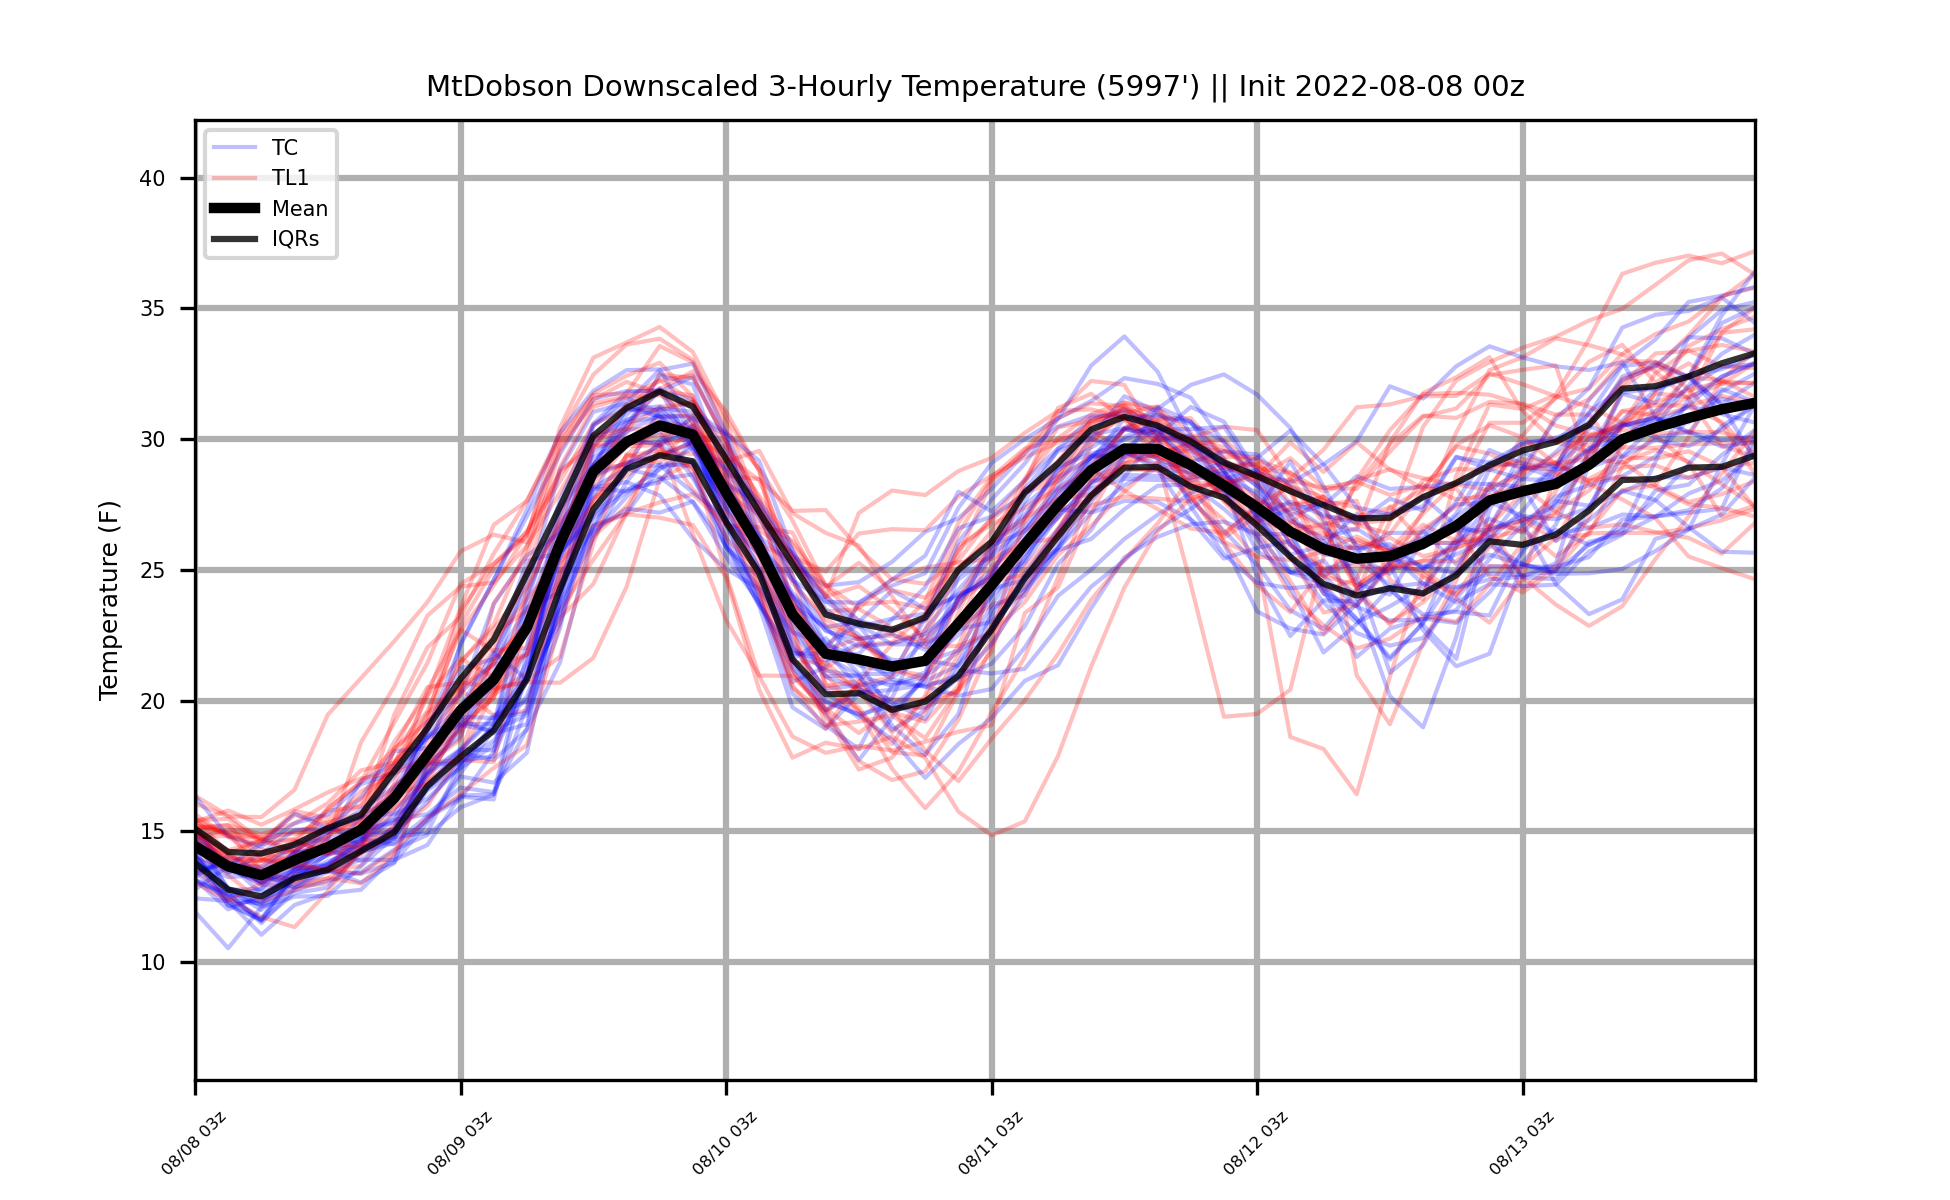 MtDobson Downscaled 3-Hourly Temperature (5997') || Init 2022-08-08 00z
TC
TL1
Mean
IQRs
Temperature (F)
40
35
30
25
20
15
10
08/08 03z
08/09 03z
08/10 03z
08/11 03z
08/12 03z
08/13 03z